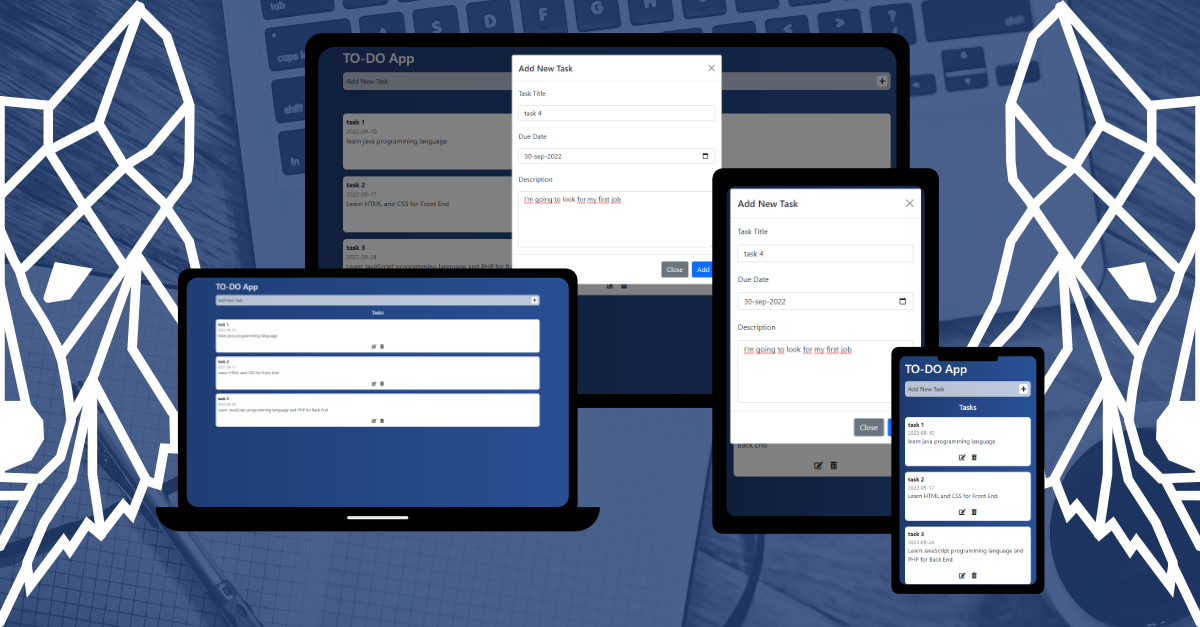 tab
caps l
A
S
D
F
G
H
<
>
?
shift
shift
fn
TO-DO App
Add New Task
+
task 1
2022-09-10
learn java programming language
task 2
2022-09-17
Learn HTML and CSS for Front End
task 3
2022-09-24
Learn JavaScript programming language and PHP for B
Add New Task
Task Title
task 4
Due Date
30-sep-2022
Description
I'm going to look for my first job
Close
Add
TO-DO App
Add New Task
+
Tasks
task 1
2022-09-10
learn java programming language
task 2
2022-09-17
Learn HTML and CSS for Front End
task 3
2022-09-24
Learn JavaScript programming language and PHP for Back End
Add New Task
Task Title
task 4
Due Date
30-sep-2022
Description
I'm going to look for my first job
Close
Back End
TO-DO App
Add New Task
+
Tasks
task 1
2022-09-10
learn java programming language
task 2
2022-09-17
Learn HTML and CSS for Front End
task 3
2022-09-24
Learn JavaScript programming language and
PHP for Back End